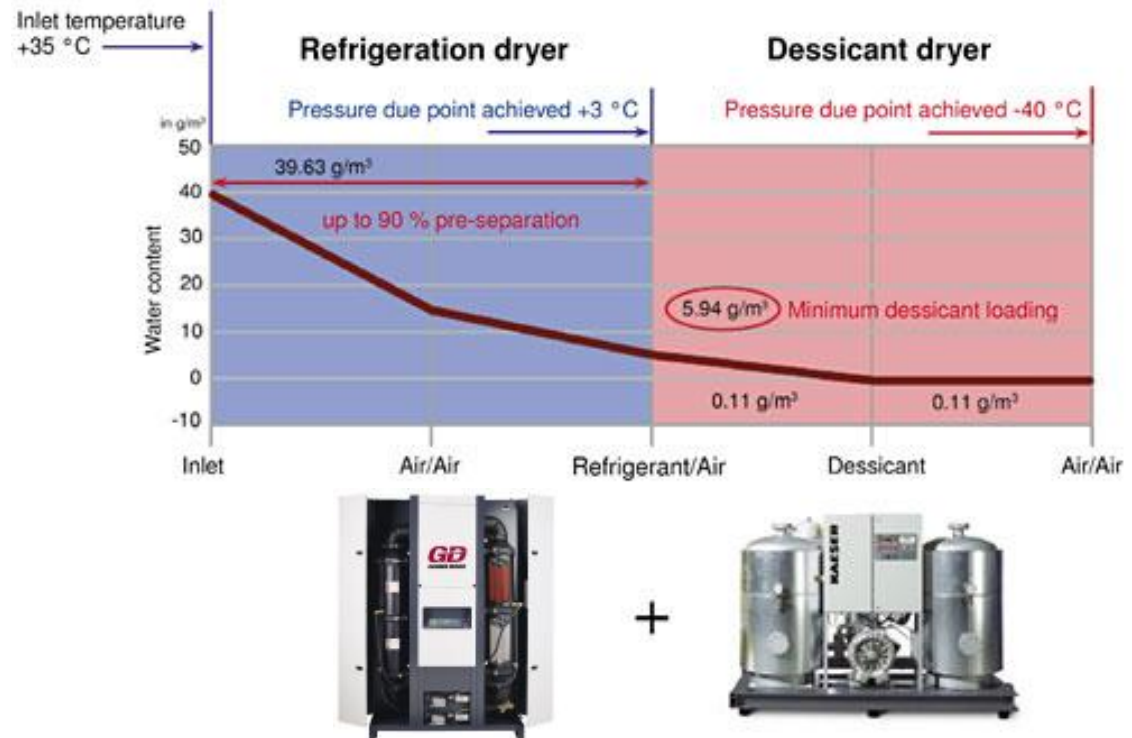 Inlet temperature
+35 °C
Refrigeration dryer
Dessicant dryer
Pressure due point achieved +3 °C
Pressure due point achieved -40 °C
in g/m³
50
40
30
20
10
0
-10
Water content
39.63 g/m³
up to 90 % pre-separation
5.94 g/m³
Minimum dessicant loading
0.11 g/m³
0.11 g/m³
Inlet
Air/Air
Refrigerant/Air
Dessicant
Air/Air
GD
KAESER
+